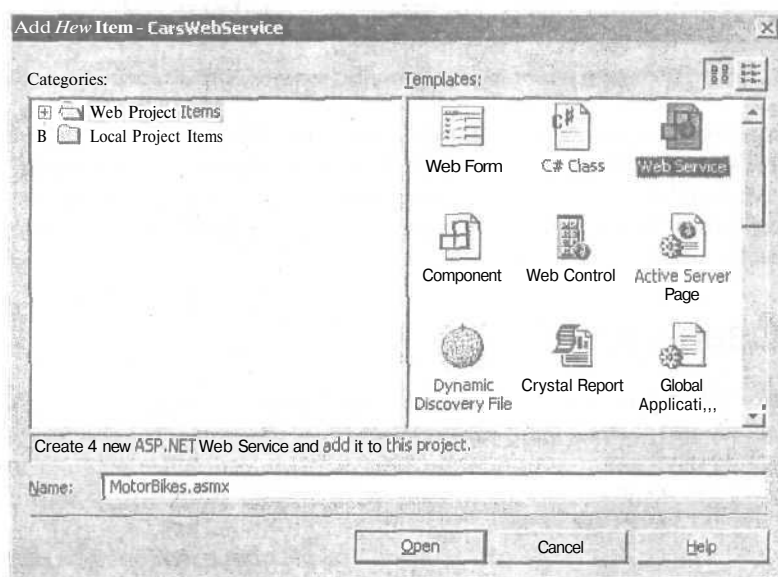 Add Hew Item - CarsWebService
Categories:
Templates:
Web Project Items
B Local Project Items
Web Form
C# Class
Web Service
Component
Web Control
Active Server
Page
Dynamic
Discovery File
Crystal Report
Global
Applicati,,,
Create 4 new ASP.NET Web Service and add it to this project.
Name:
MotorBikes.asmx
Open
Cancel
Help